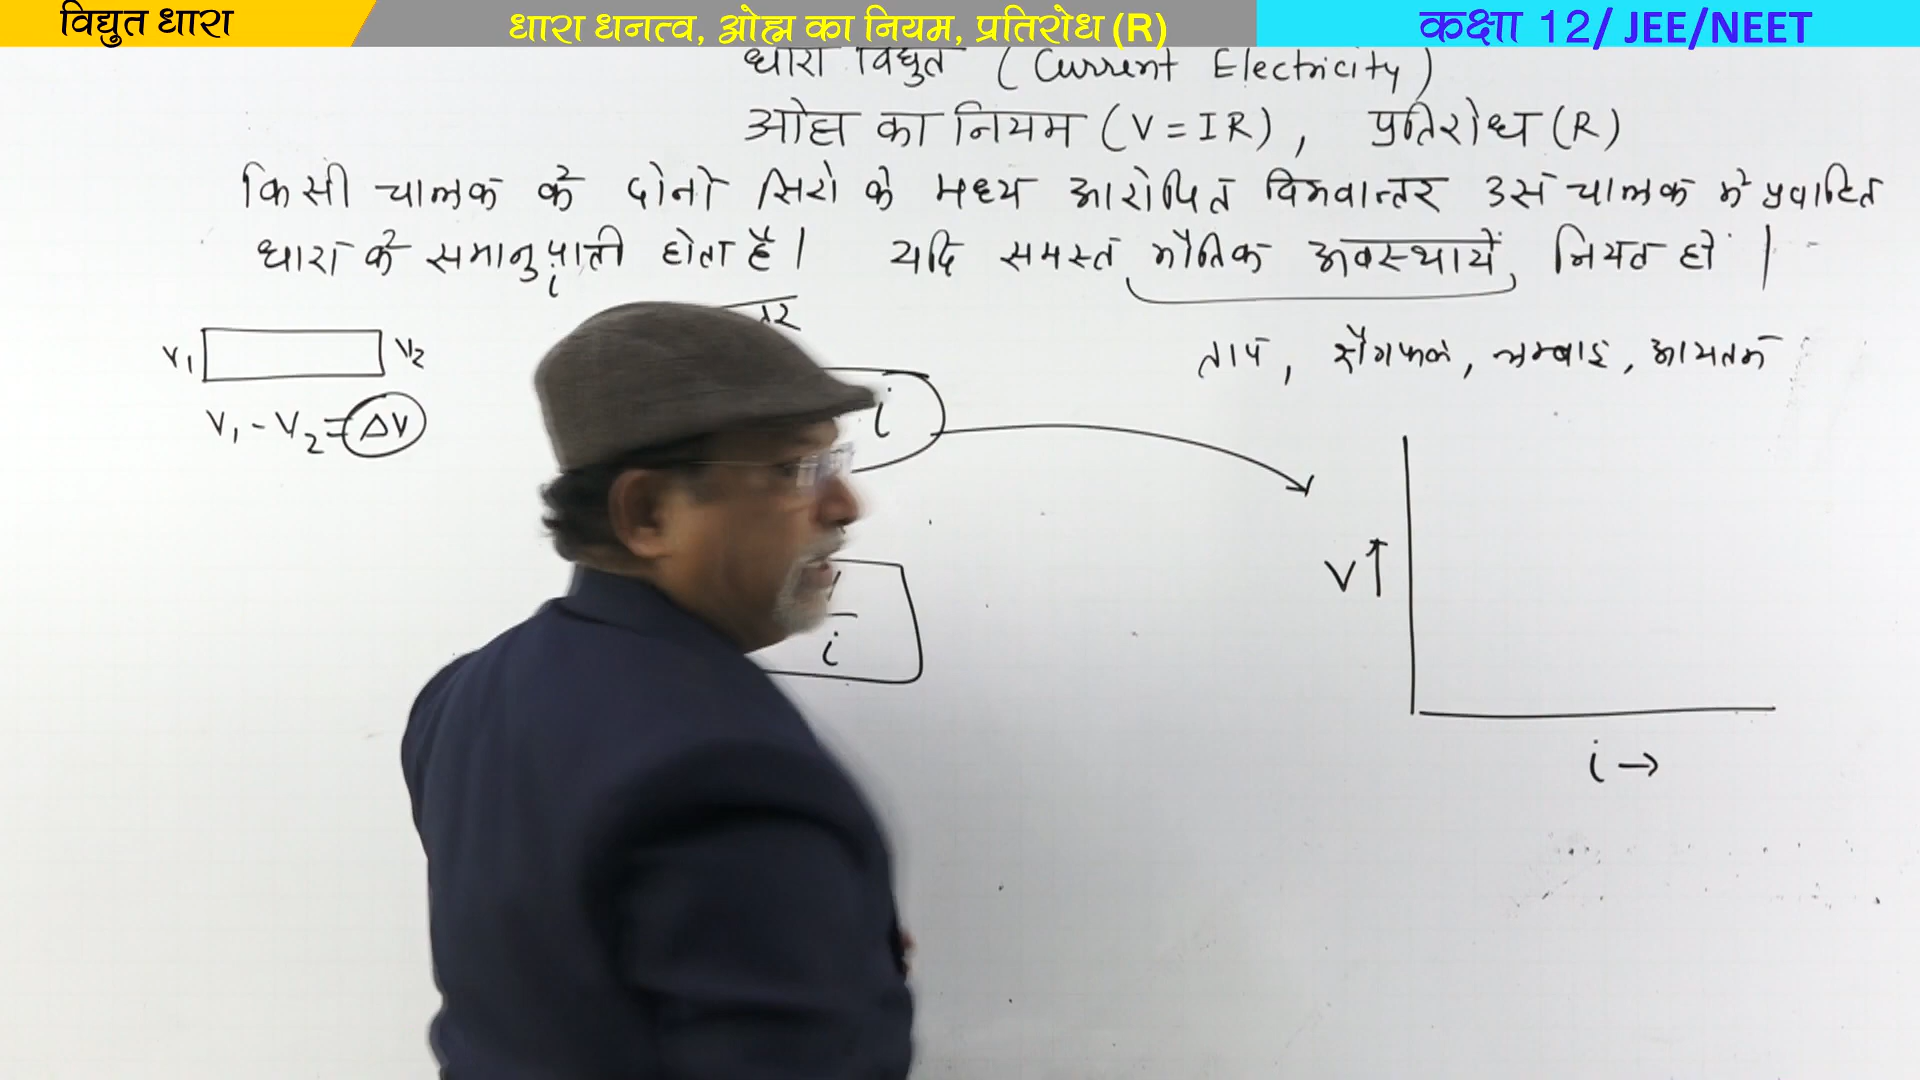 विद्युत धारा
धारा धनत्व, ओह्म का नियम, प्रतिरोध (R)
कक्षा 12/ JEE/NEET
धारा विद्युत (Current Electricity)
ओह्म का नियम (V = IR), प्रतिरोध (R)
किसी चालक के दोनो सिरो के मध्य आरोपित विभवान्तर उस चालक मे प्रवाहित
धारा के समानुपाती होता है। यदि समस्त भौतिक अवस्थायें नियत हो।
i
V1 V2
V1 - V2 = ΔV
ताप, क्षेत्रफल, लम्बाई, आयतन
i
i
V↑
i →